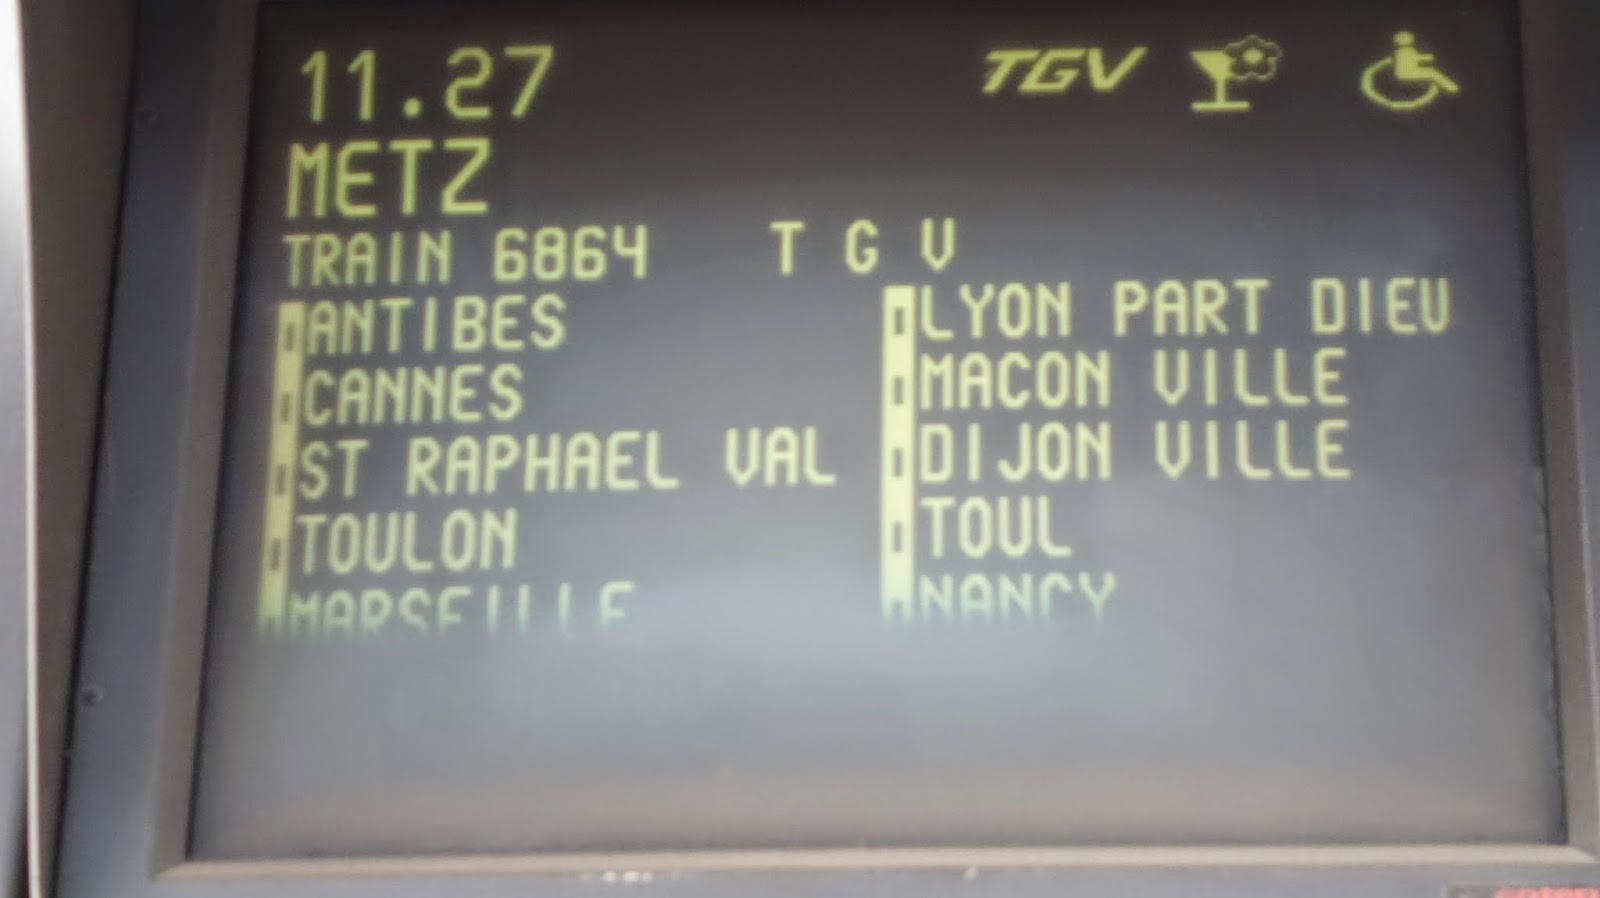 11.27 TGV
METZ
TRAIN 6864 T G V
ANTIBES
CANNES
ST RAPHAEL VAL
TOULON
MARSEILLE
LYON PART DIEU
MACON VILLE
DIJON VILLE
TOUL
NANCY